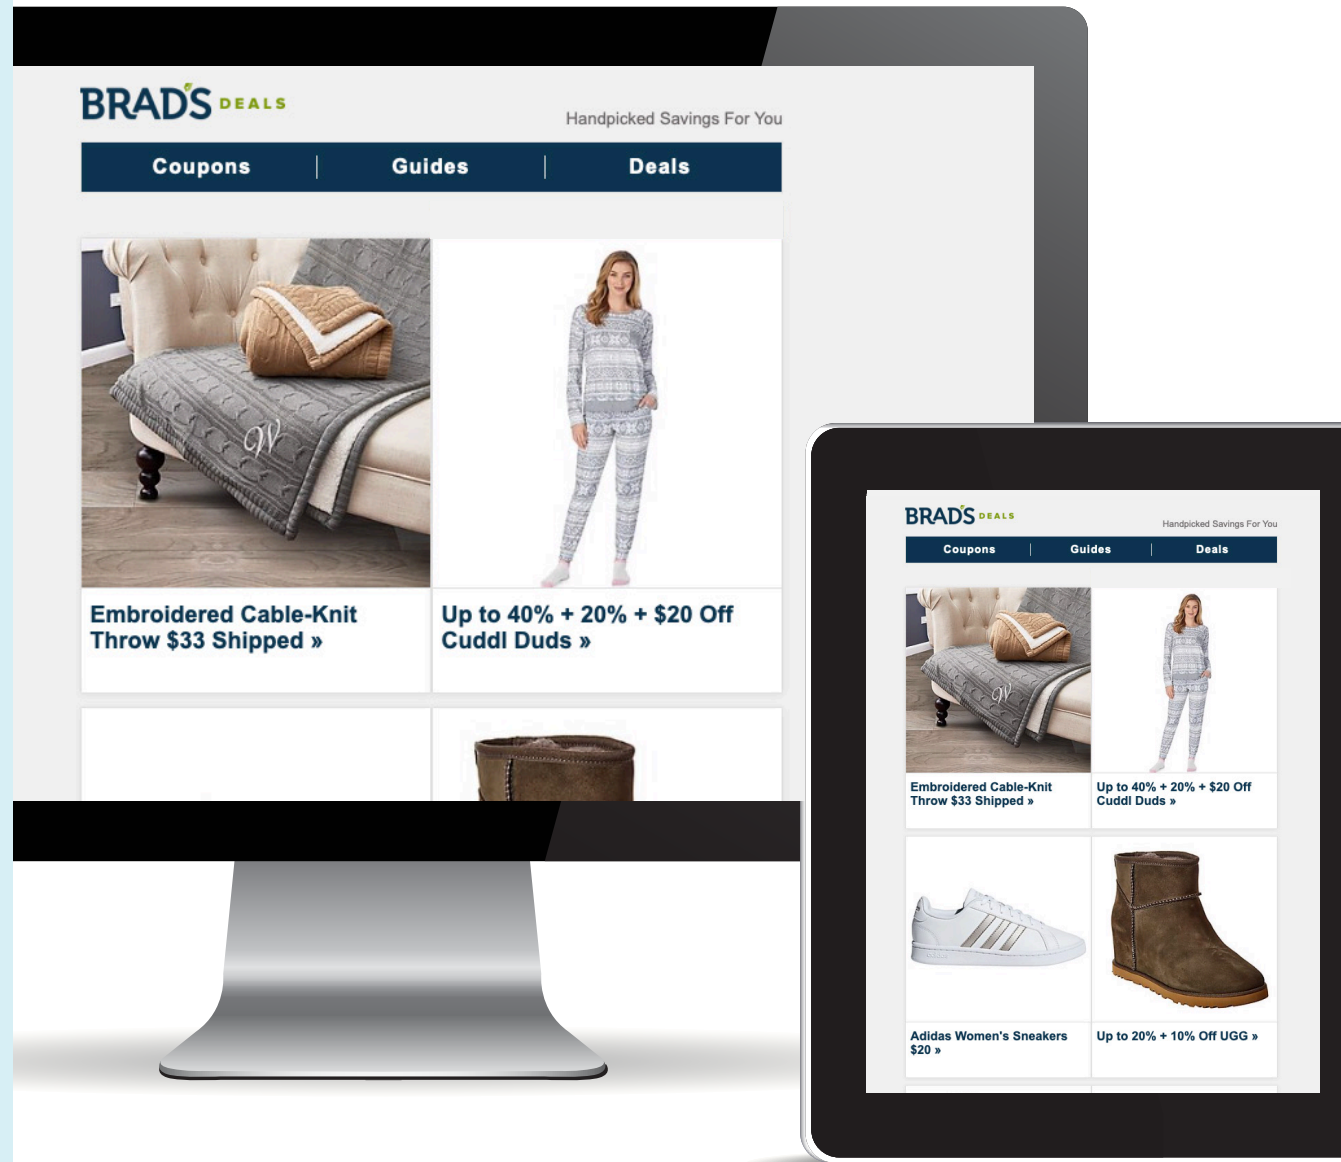 BRAD'S DEALS
Handpicked Savings For You
Coupons
Guides
Deals
W
Embroidered Cable-Knit
Throw $33 Shipped »
Up to 40% + 20% + $20 Off
Cuddl Duds »
BRAD'S DEALS
Handpicked Savings For You
Coupons
Guides
Deals
W
Embroidered Cable-Knit
Throw $33 Shipped »
Up to 40% + 20% + $20 Off
Cuddl Duds »
Adidas Women's Sneakers
$20 »
Up to 20% + 10% Off UGG »